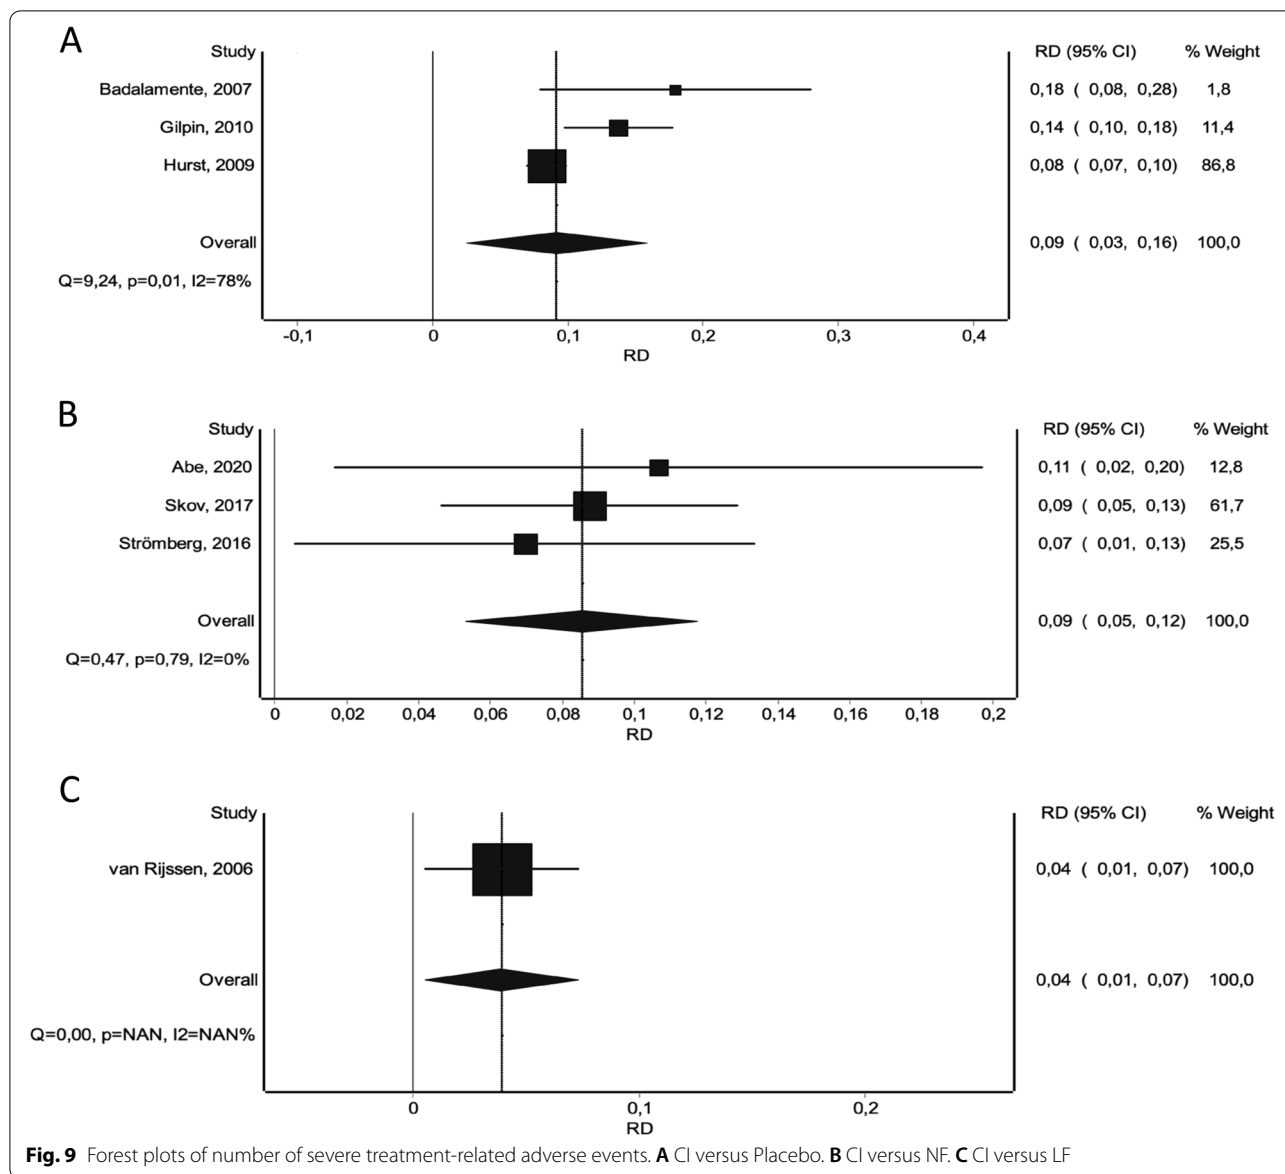 A
Study RD (95% CI) % Weight
Badalamente, 2007 0,18 ( 0,08, 0,28) 1,8
Gilpin, 2010 0,14 ( 0,10, 0,18) 11,4
Hurst, 2009 0,08 ( 0,07, 0,10) 86,8
Overall 0,09 ( 0,03, 0,16) 100,0
Q=9,24, p=0,01, I2=78%
-0,1 0 0,1 0,2 0,3 0,4
RD
B
Study RD (95% CI) % Weight
Abe, 2020 0,11 ( 0,02, 0,20) 12,8
Skov, 2017 0,09 ( 0,05, 0,13) 61,7
Strömberg, 2016 0,07 ( 0,01, 0,13) 25,5
Overall 0,09 ( 0,05, 0,12) 100,0
Q=0,47, p=0,79, I2=0%
0 0,02 0,04 0,06 0,08 0,1 0,12 0,14 0,16 0,18 0,2
RD
C
Study RD (95% CI) % Weight
van Rijssen, 2006 0,04 ( 0,01, 0,07) 100,0
Overall 0,04 ( 0,01, 0,07) 100,0
Q=0,00, p=NAN, I2=NAN%
0 0,1 0,2
RD
Fig. 9 Forest plots of number of severe treatment-related adverse events. A CI versus Placebo. B CI versus NF. C CI versus LF